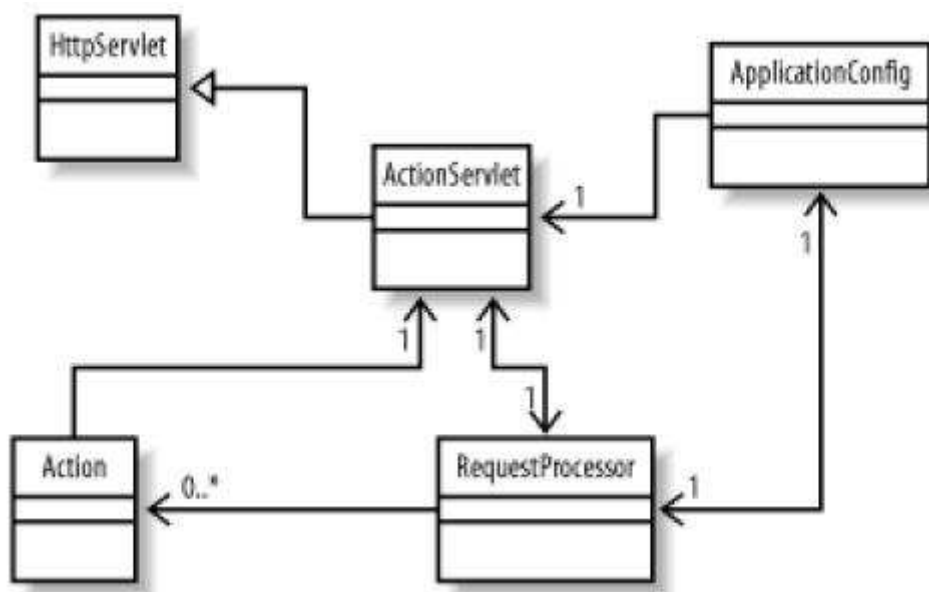 HttpServlet
ApplicationConfig
ActionServlet
1
1
1
1
1
Action
RequestProcessor
0..*
1